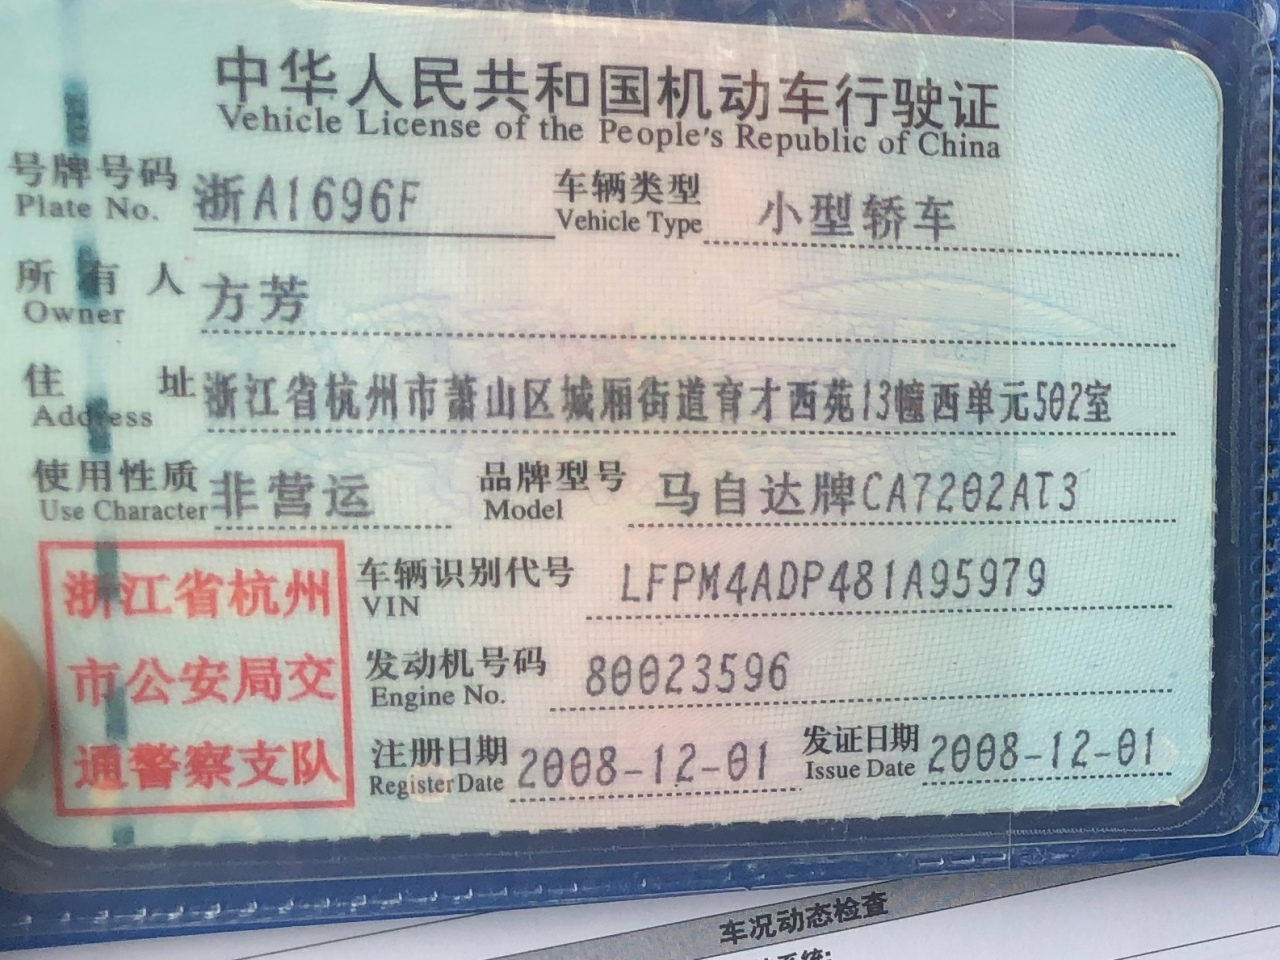 中华人民共和国机动车行驶证
Vehicle License of the People's Republic of China
号牌号码 浙A1696F 车辆类型 小型轿车
Plate No. Vehicle Type
所有人 方芳
Owner
住址 浙江省杭州市萧山区城厢街道育才西苑13幢西单元502室
Address
使用性质 非营运 品牌型号 马自达牌CA7202AT3
Use Character Model
浙江省杭州
市公安局交
通警察支队
车辆识别代号 LFPM4ADP481A95979
VIN
发动机号码 80023596
Engine No.
注册日期 2008-12-01 发证日期 2008-12-01
Register Date Issue Date
车况动态检查
系统: